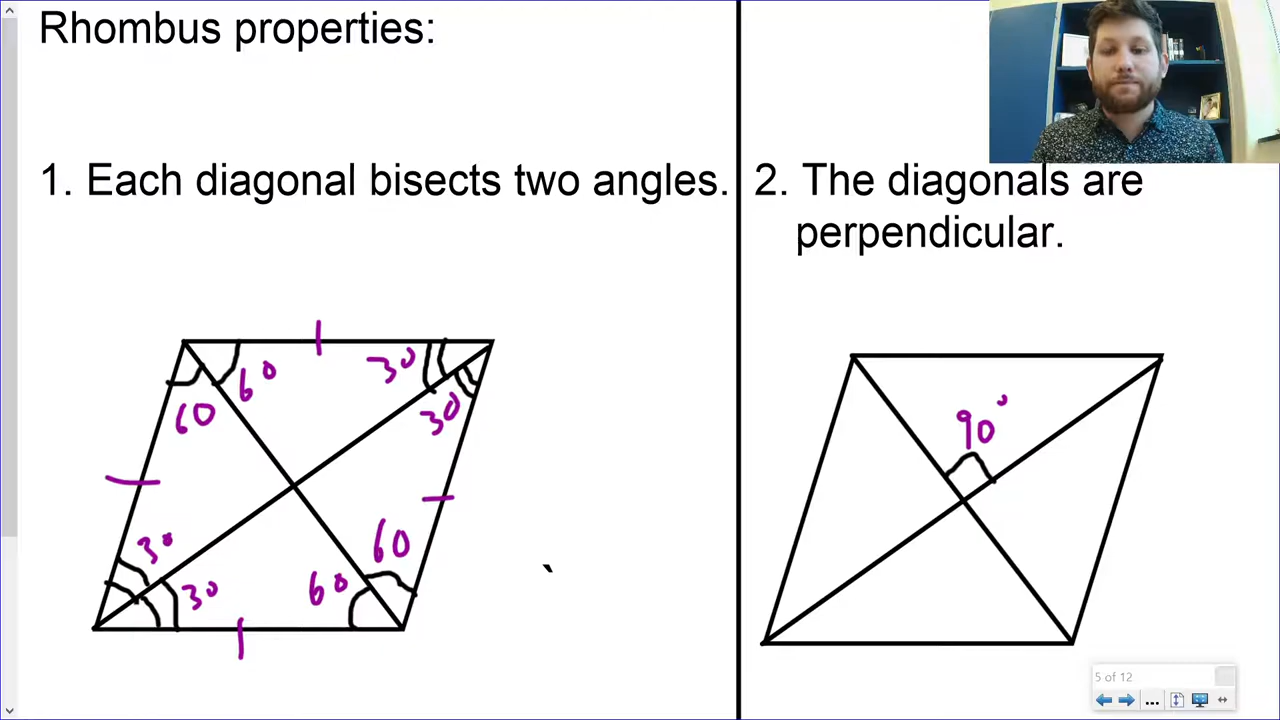 Rhombus properties:
1. Each diagonal bisects two angles.
60
60
30
30
30
30
60
60
2. The diagonals are
perpendicular.
90°
5 of 12